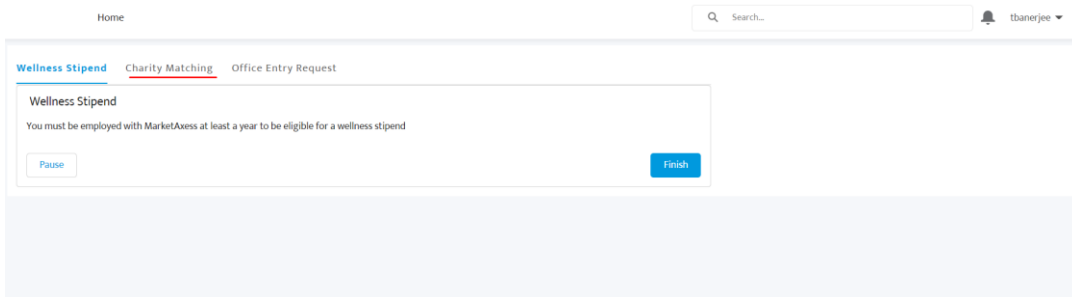 Home
Search...
tbanerjee
Wellness Stipend
Charity Matching
Office Entry Request
Wellness Stipend
You must be employed with MarketAxess at least a year to be eligible for a wellness stipend
Pause
Finish